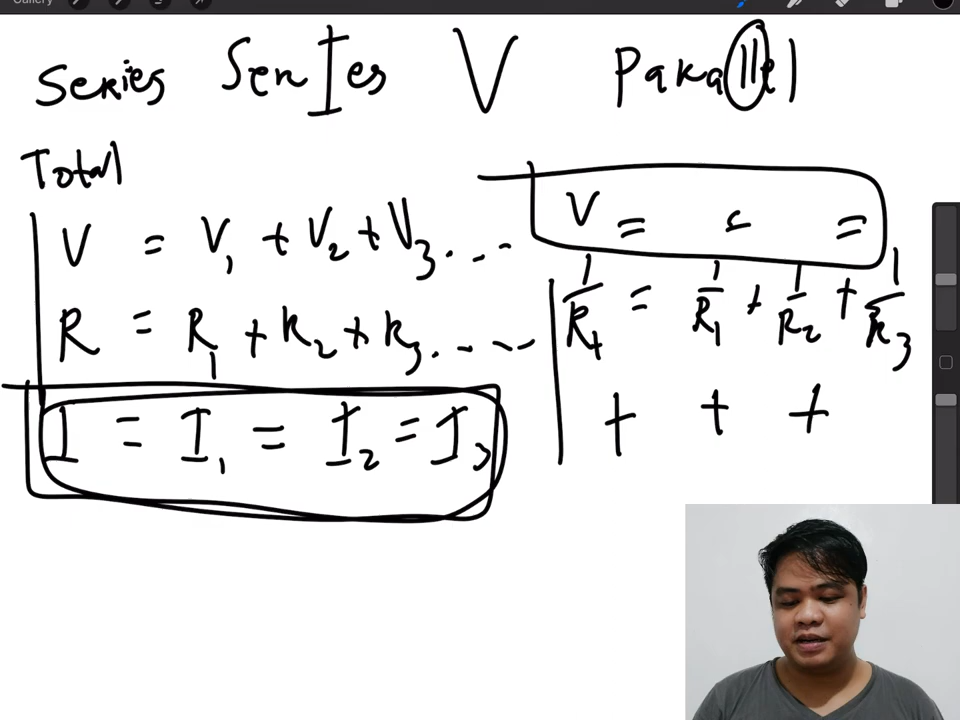 Series SerIes V Parallel
Total
V = V₁ + V₂ + V₃ . . . .
R = R₁ + R₂ + R₃ . . . . .
I = I₁ = I₂ = I₃
V = =
1/Rt = 1/R₁ + 1/R₂ + 1/R₃
+ + +